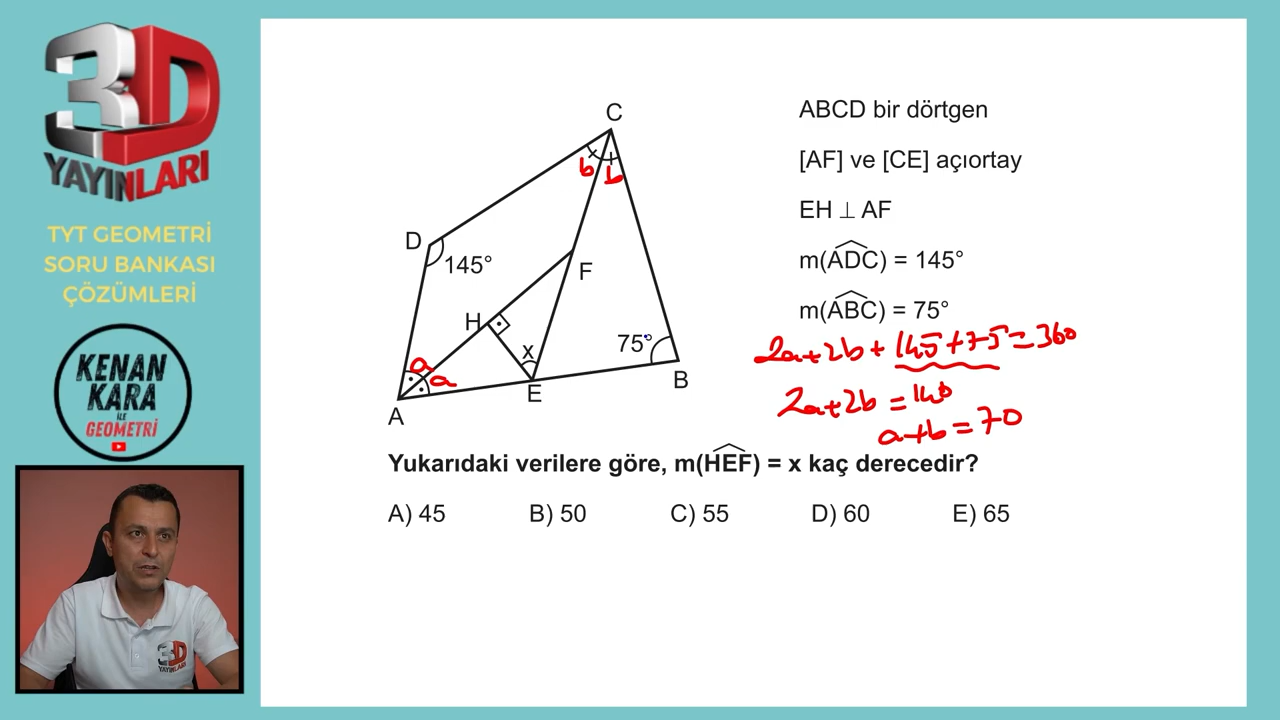 3D
YAYINLARI
TYT GEOMETRİ
SORU BANKASI
ÇÖZÜMLERİ
KENAN
KARA
İLE
GEOMETRİ
3D
YAYINLARI
C
b b
D
145°
F
H
x
75°
a
a
A
E
B
ABCD bir dörtgen
[AF] ve [CE] açıortay
EH ⊥ AF
m(ADC) = 145°
m(ABC) = 75°
2a+2b+145+75=360
2a+2b=140
a+b=70
Yukarıdaki verilere göre, m(HEF) = x kaç derecedir?
A) 45 B) 50 C) 55 D) 60 E) 65